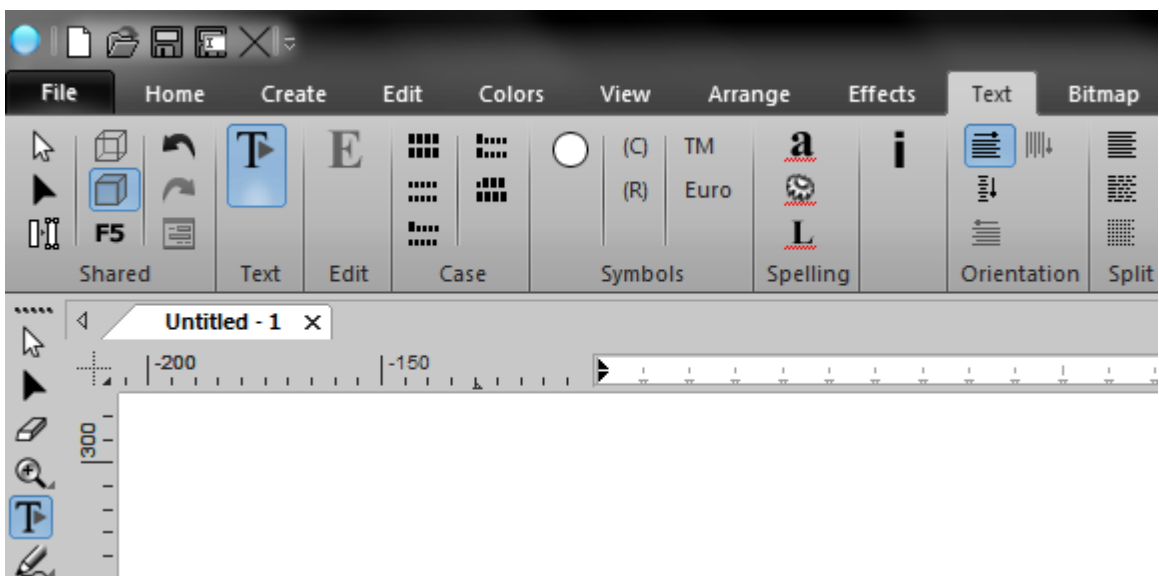 File Home Create Edit Colors View Arrange Effects Text Bitmap
T E (C) TM a i
(R) Euro
F5 L
Shared Text Edit Case Symbols Spelling Orientation Split
Untitled - 1
-200 -150
300
T